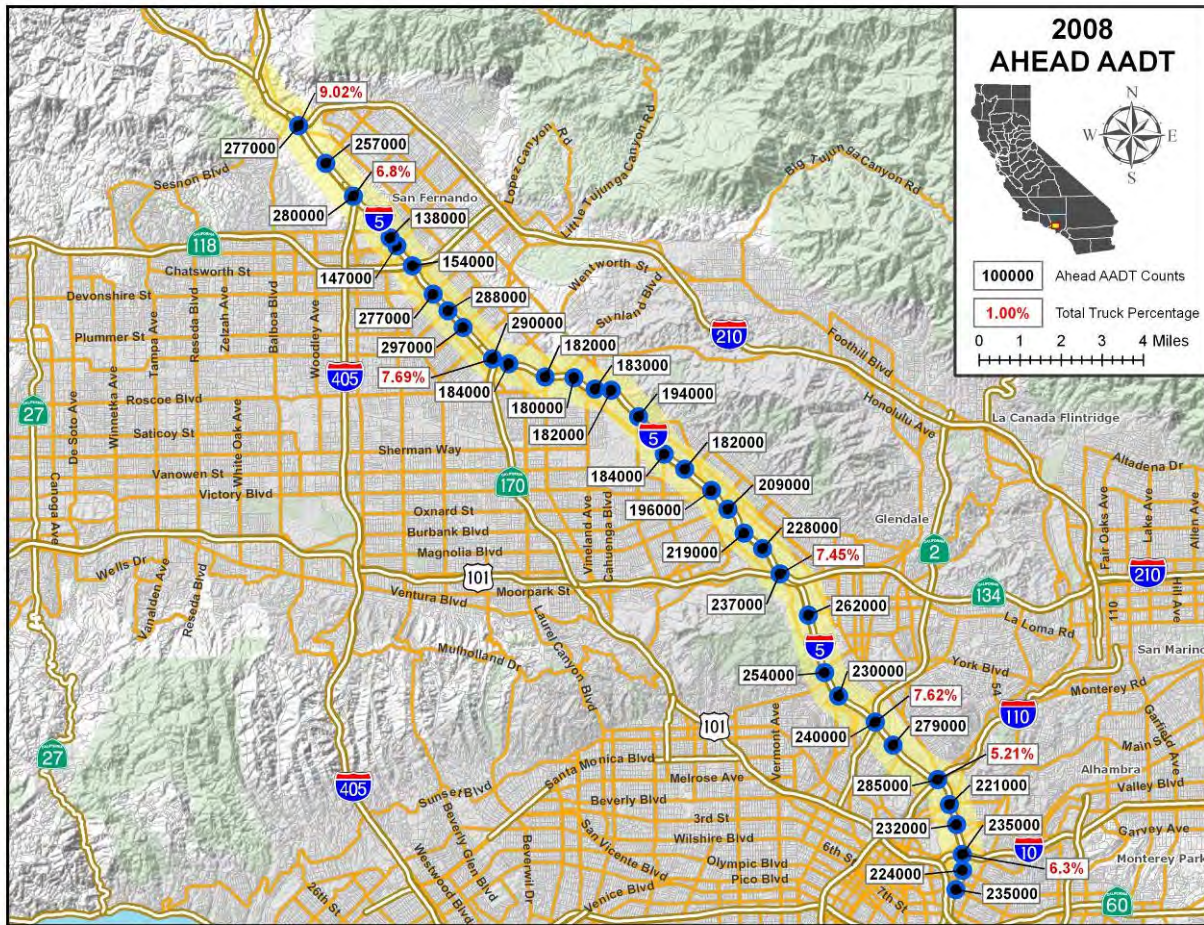 2008
AHEAD AADT
N
W E
S
100000 Ahead AADT Counts
1.00% Total Truck Percentage
0 1 2 3 4 Miles
9.02%
277000
257000
Sesnon Blvd
6.8%
San Fernando
Lopez Canyon Rd
Little Tujunga Canyon Rd
Big Tujunga Canyon Rd
280000
5
138000
CALIFORNIA 118
Chatsworth St
147000
154000
Wentworth St
Devonshire St
Plummer St
Tampa Ave
Reseda Blvd
Zelzah Ave
Balboa Blvd
Woodley Ave
277000
288000
Sunland Blvd
297000
290000
210
Foothill Blvd
405
7.69%
184000
182000
183000
Roscoe Blvd
180000
182000
194000
Honolulu Ave
La Canada Flintridge
27
De Soto Ave
Winnetka Ave
White Oak Ave
Saticoy St
Sherman Way
5
Canoga Ave
Vanowen St
Victory Blvd
170
184000
182000
Altadena Dr
Oxnard St
Burbank Blvd
Magnolia Blvd
Vineland Ave
Cahuenga Blvd
196000
209000
219000
228000
Glendale
2
Fair Oaks Ave
Lake Ave
Allen Ave
Wells Dr
101
Moorpark St
7.45%
237000
134
210
Hill Ave
110
Vanalden Ave
Reseda Blvd
Ventura Blvd
Laurel Canyon Blvd
262000
La Loma Rd
Mulholland Dr
5
San Marino
254000
230000
York Blvd
54
Monterey Rd
27
101
Vermont Ave
7.62%
240000
279000
110
Garfield Ave
Main St
Santa Monica Blvd
5.21%
Alhambra
Valley Blvd
405
Sunset Blvd
Melrose Ave
285000
221000
Beverly Blvd
3rd St
232000
235000
Garvey Ave
Wilshire Blvd
6th St
10
Monterey Park
Beverly Glen Blvd
Westwood Blvd
Beverwil Dr
San Vicente Blvd
Olympic Blvd
Pico Blvd
224000
6.3%
26th St
Venice Blvd
7th St
235000
60